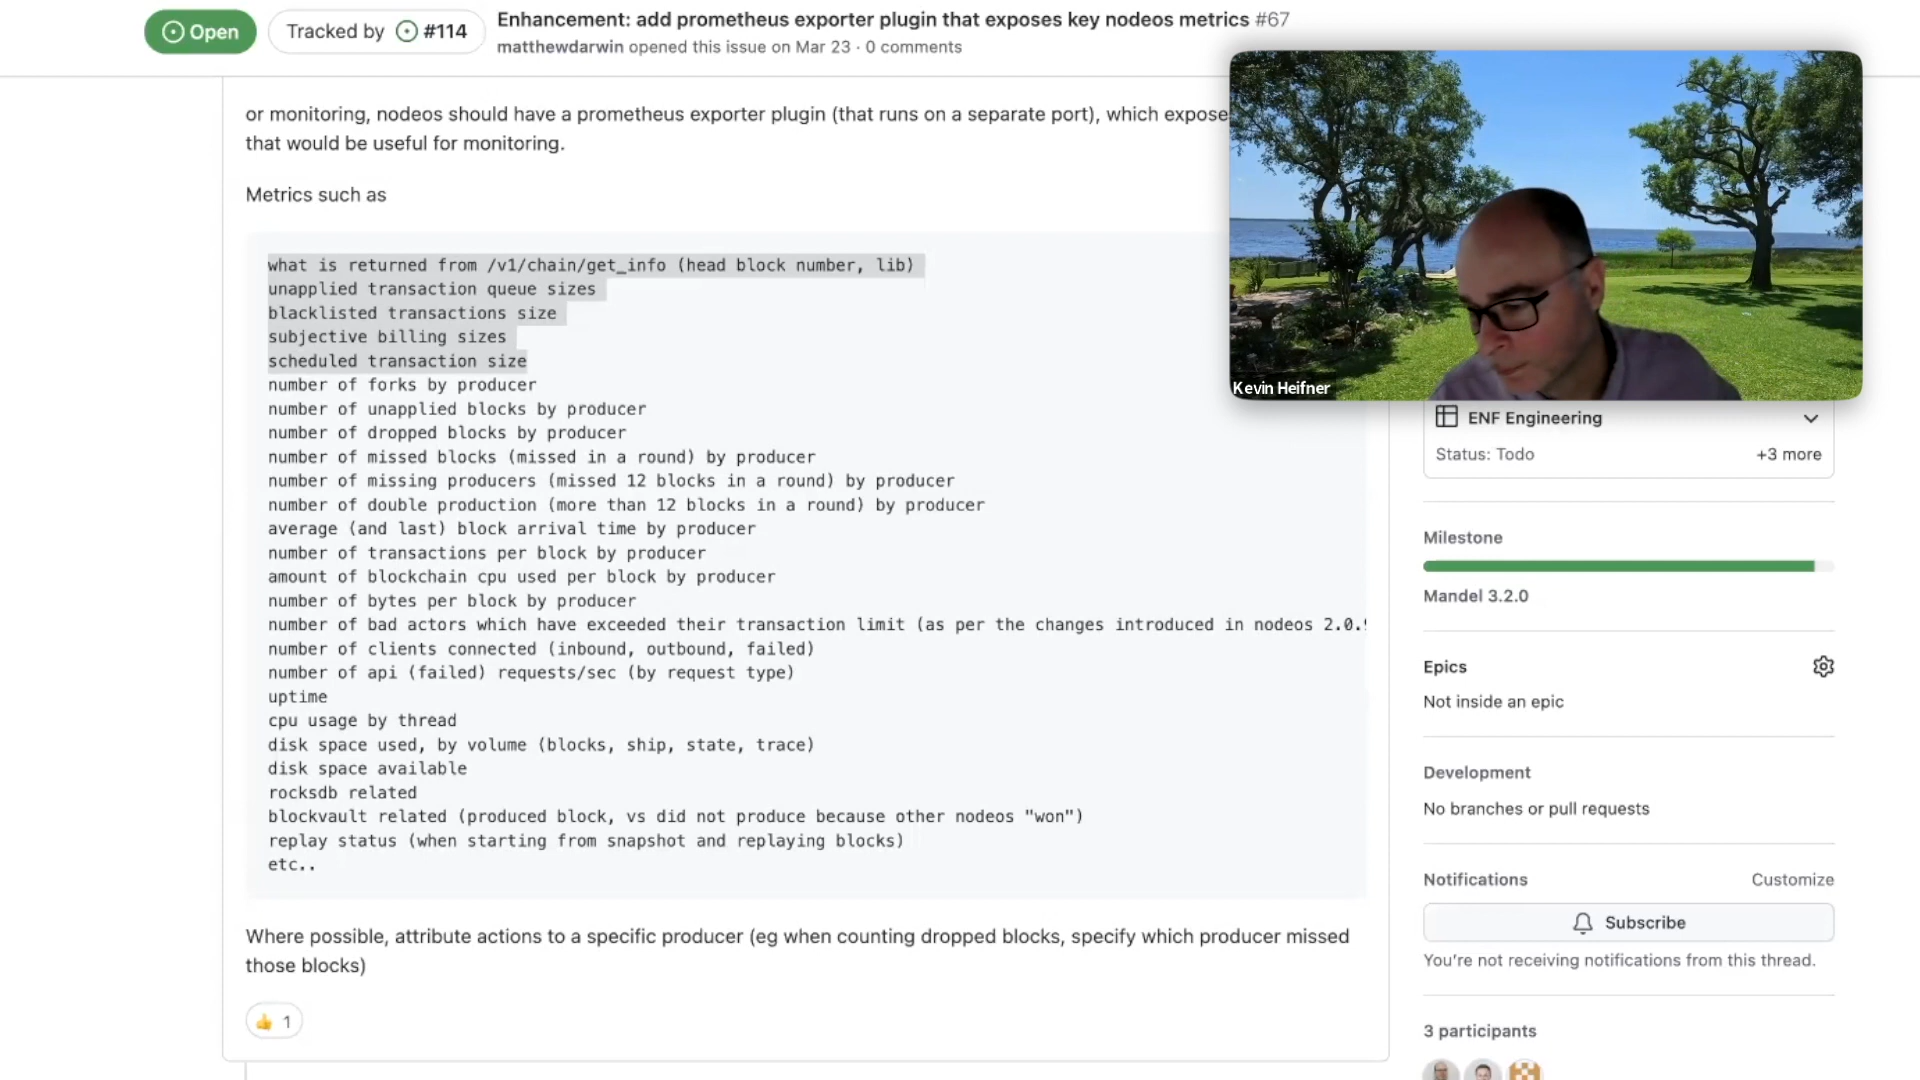 Open
Tracked by #114
Enhancement: add prometheus exporter plugin that exposes key nodeos metrics #67
matthewdarwin opened this issue on Mar 23 · 0 comments
or monitoring, nodeos should have a prometheus exporter plugin (that runs on a separate port), which expose
that would be useful for monitoring.
Metrics such as
what is returned from /v1/chain/get_info (head block number, lib)
unapplied transaction queue sizes
blacklisted transactions size
subjective billing sizes
scheduled transaction size
number of forks by producer
number of unapplied blocks by producer
number of dropped blocks by producer
number of missed blocks (missed in a round) by producer
number of missing producers (missed 12 blocks in a round) by producer
number of double production (more than 12 blocks in a round) by producer
average (and last) block arrival time by producer
number of transactions per block by producer
amount of blockchain cpu used per block by producer
number of bytes per block by producer
number of bad actors which have exceeded their transaction limit (as per the changes introduced in nodeos 2.0.9
number of clients connected (inbound, outbound, failed)
number of api (failed) requests/sec (by request type)
uptime
cpu usage by thread
disk space used, by volume (blocks, ship, state, trace)
disk space available
rocksdb related
blockvault related (produced block, vs did not produce because other nodeos "won")
replay status (when starting from snapshot and replaying blocks)
etc..
Where possible, attribute actions to a specific producer (eg when counting dropped blocks, specify which producer missed
those blocks)
👍 1
Kevin Heifner
ENF Engineering
Status: Todo +3 more
Milestone
Mandel 3.2.0
Epics
Not inside an epic
Development
No branches or pull requests
Notifications Customize
Subscribe
You're not receiving notifications from this thread.
3 participants